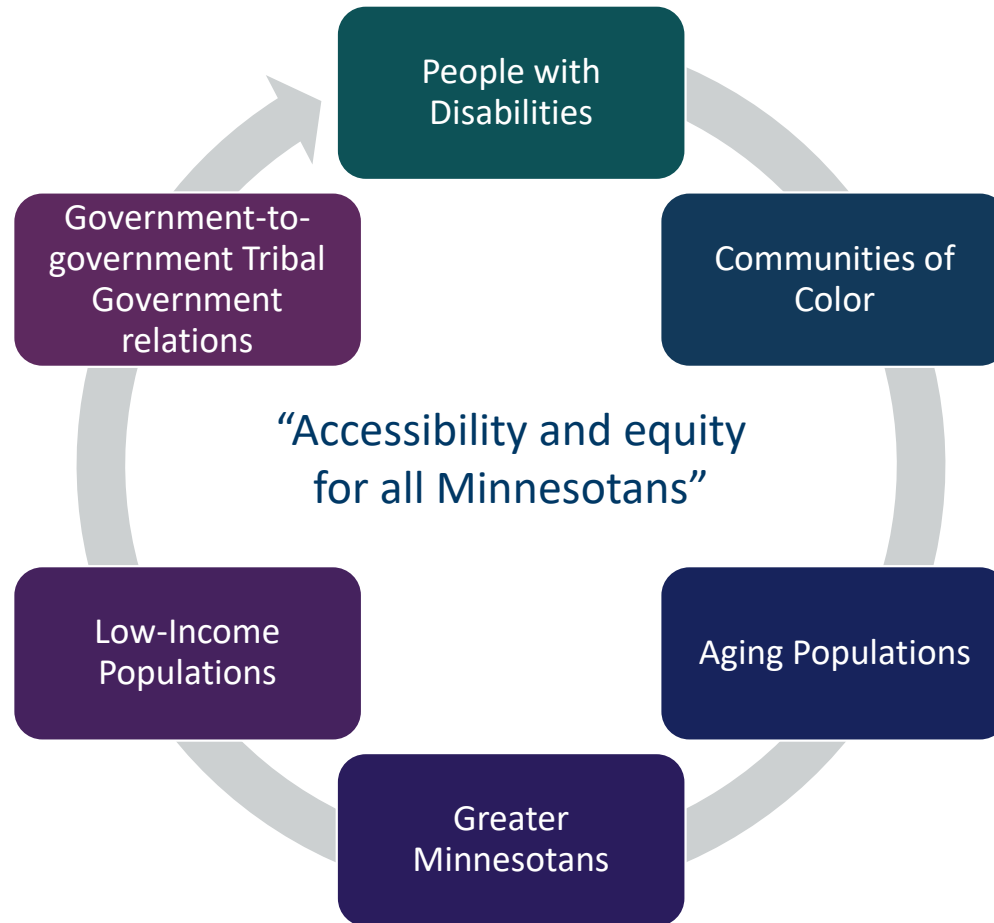 People with
Disabilities
Communities of
Color
Aging Populations
Greater
Minnesotans
Low-Income
Populations
Government-to-
government Tribal
Government
relations
“Accessibility and equity
for all Minnesotans”